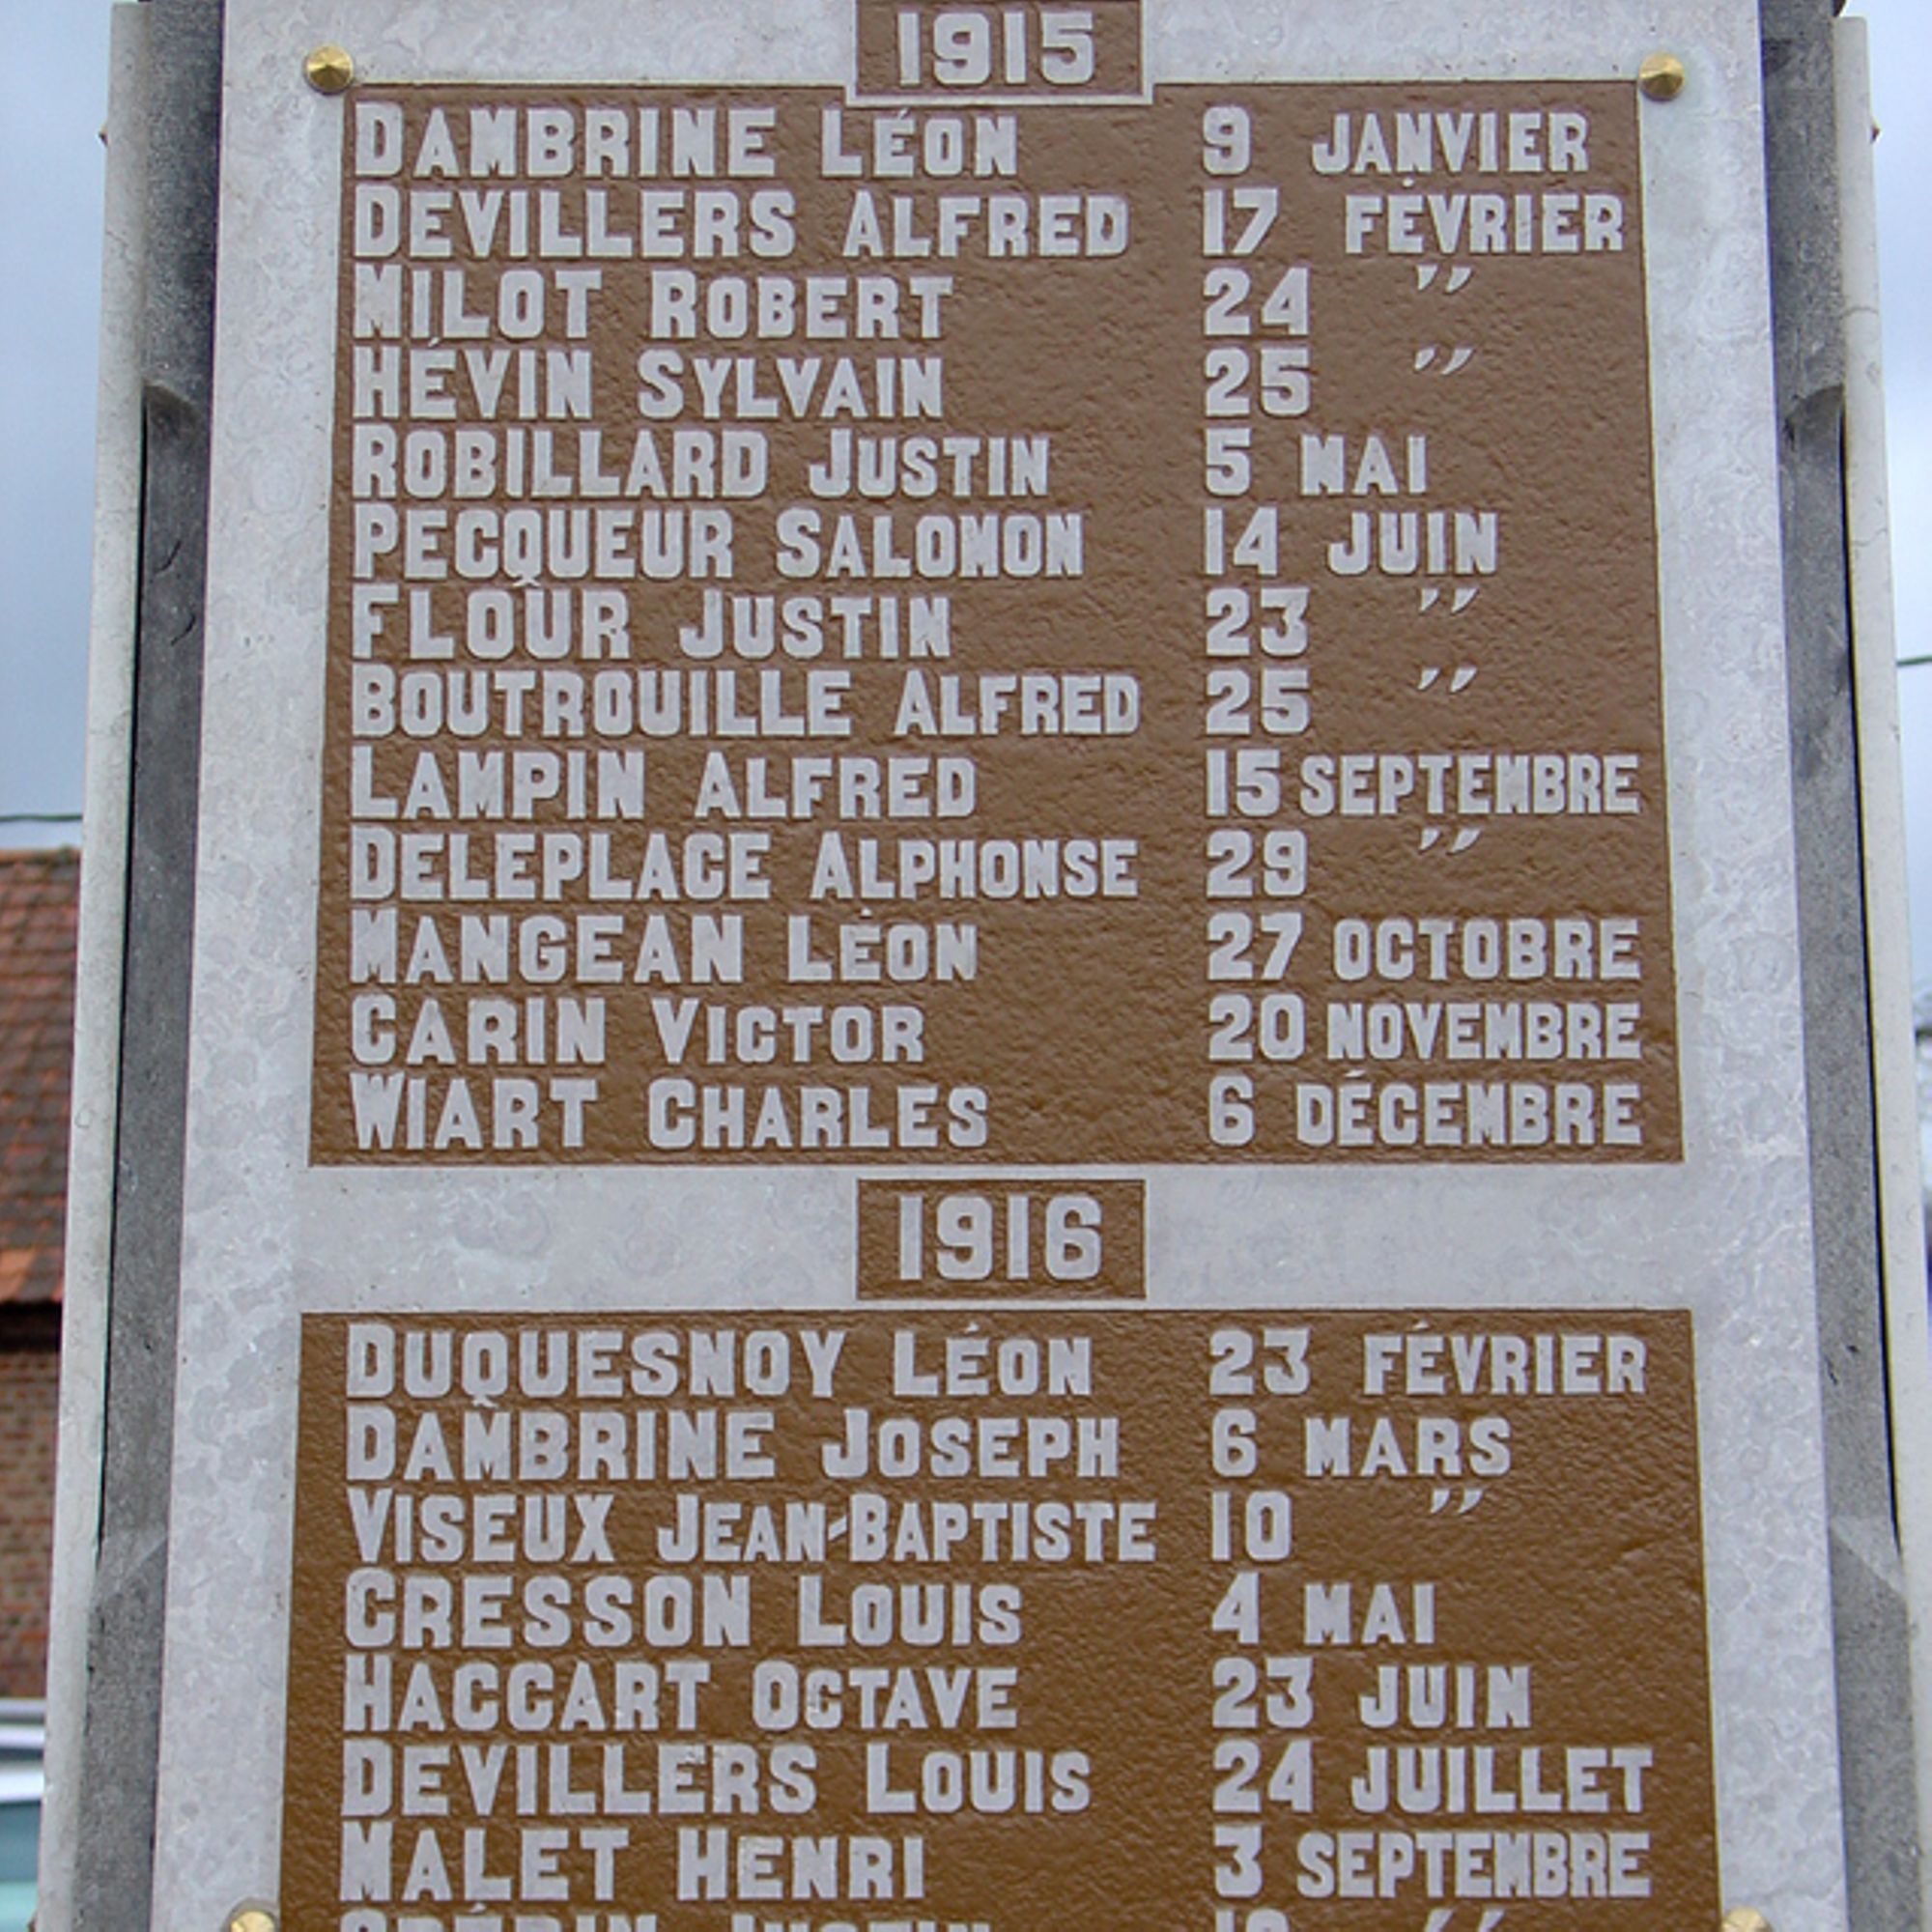 1915
DAMBRINE LÉON 9 JANVIER
DEVILLERS ALFRED 17 FÉVRIER
MILOT ROBERT 24 ″
HÉVIN SYLVAIN 25 ″
ROBILLARD JUSTIN 5 MAI
PECQUEUR SALOMON 14 JUIN
FLOÛR JUSTIN 23 ″
BOUTROUILLE ALFRED 25 ″
LAMPIN ALFRED 15 SEPTEMBRE
DELEPLACE ALPHONSE 29 ″
MANGEAN LÉON 27 OCTOBRE
CARIN VICTOR 20 NOVEMBRE
WIART CHARLES 6 DÉCEMBRE
1916
DUQUESNOY LÉON 23 FÉVRIER
DAMBRINE JOSEPH 6 MARS
VISEUX JEAN-BAPTISTE 10 ″
CRESSON LOUIS 4 MAI
HACCART OCTAVE 23 JUIN
DEVILLERS LOUIS 24 JUILLET
MALET HENRI 3 SEPTEMBRE
JUSTIN